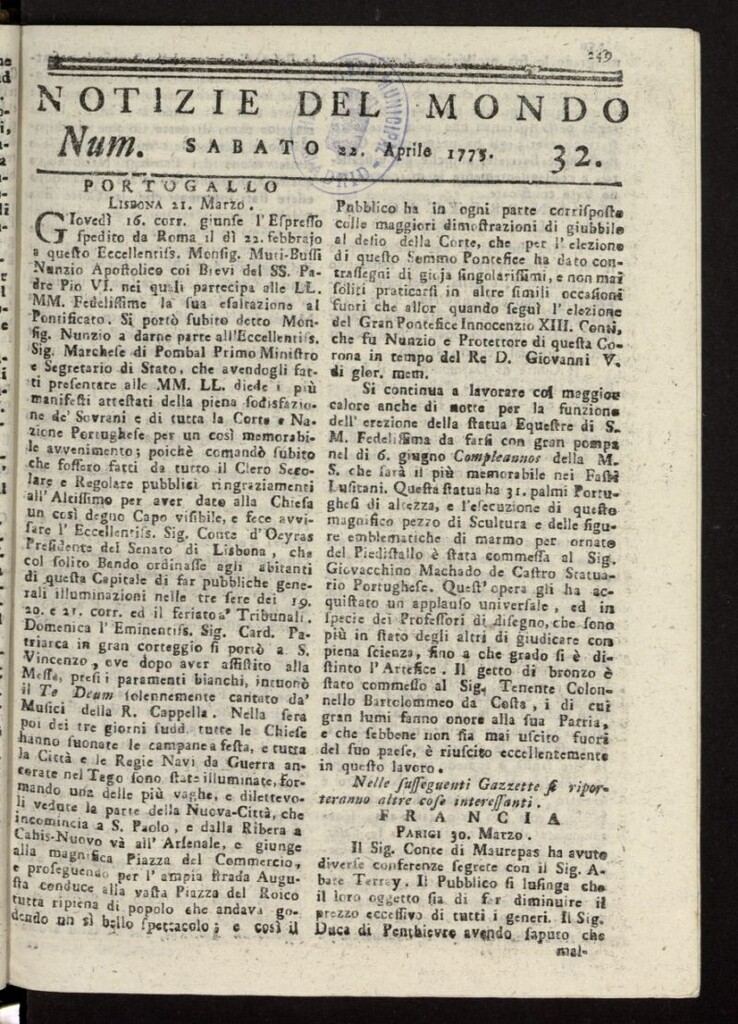 249
NOTIZIE DEL MONDO
Num. SABATO 22. Aprile 1775. 32.
PORTOGALLO
LISBONA 21. Marzo.
GIovedì 16. corr. giunse l'Espresso
spedito da Roma il dì 22. febbrajo
a questo Eccellentiss. Monsig. Muti-Bussi
Nunzio Apostolico coi Brevi del SS. Pa-
dre Pio VI. nei quali partecipa alle LL.
MM. Fedelissime la sua esaltazione al
Pontificato. Si portò subito detto Mon-
sig. Nunzio a darne parte all'Eccellentiss.
Sig. Marchese di Pombal Primo Ministro
e Segretario di Stato, che avendogli fat-
ti presentare alle MM. LL. diede i più
manifesti attestati della piena sodisfazio-
ne de' Sovrani e di tutta la Corte e Na-
zione Portughese per un così memorabi-
le avvenimento; poichè comandò subito
che fossero fatti da tutto il Clero Seco-
lare e Regolare pubblici ringraziamenti
all'Altissimo per aver dato alla Chiesa
un così degno Capo visibile, e fece avvi-
sare l'Eccellentiss. Sig. Conte d'Oeyras
Presidente del Senato di Lisbona, che
col solito Bando ordinasse agli abitanti
di questa Capitale di far pubbliche gene-
rali illuminazioni nelle tre sere dei 19.
20. e 21. corr. ed il feriato a' Tribunali.
Domenica l'Eminentiss. Sig. Card. Pa-
triarca in gran corteggio si portò a S.
Vincenzo, ove dopo aver assistito alla
Messa, presi i paramenti bianchi, intuonò
il Te Deum solennemente cantato da'
Musici della R. Cappella. Nella sera
poi dei tre giorni sudd. tutte le Chiese
hanno suonate le campane a festa, e tutta
la Città e le Regie Navi da Guerra an-
corate nel Tego sono state illuminate, for-
mando una delle più vaghe, e dilettevo-
li vedute la parte della Nuova-Città, che
incomincia a S. Paolo, e dalla Ribera a
Cahis-Nuovo và all'Arsenale, e giunge
alla magnifica Piazza del Commercio,
e proseguendo per l'ampia strada Augu-
sta conduce alla vasta Piazza del Rocco
tutta ripiena di popolo che andava go-
dendo un sì bello spettacolo; e così il
Pubblico ha in ogni parte corrisposto
colle maggiori dimostrazioni di giubbilo
al desio della Corte, che per l'elezione
di questo Sommo Pontefice ha dato con-
trassegni di gioja singolarissimi, e non mai
soliti praticarsi in altre simili occasioni
fuori che allor quando seguì l'elezione
del Gran Pontefice Innocenzio XIII. Conti,
che fu Nunzio e Protettore di questa Co-
rona in tempo del Re D. Giovanni V.
di glor. mem.
Si continua a lavorare col maggior
calore anche di notte per la funzione
dell'erezione della statua Equestre di S.
M. Fedelissima da farsi con gran pompa
nel dì 6. giugno Compleannos della M.
S. che sarà il più memorabile nei Fasti
Lusitani. Questa statua ha 31. palmi Portu-
ghesi di altezza, e l'esecuzione di questo
magnifico pezzo di Scultura e delle figu-
re emblematiche di marmo per ornato
del Piedistallo è stata commessa al Sig.
Giovacchino Machado de Castro Statua-
rio Portughese. Quest'opera gli ha ac-
quistato un applauso universale, ed in
specie dei Professori di disegno, che sono
più in stato degli altri di giudicare con
piena scienza, fino a che grado si è di-
stinto l'Artefice. Il getto di bronzo è
stato commesso al Sig. Tenente Colon-
nello Bartolommeo da Costa, i di cui
gran lumi fanno onore alla sua Patria,
e che sebbene non sia mai uscito fuori
del suo paese, è riuscito eccellentemente
in questo lavoro.
Nelle susseguenti Gazzette si ripor-
teranno altre cose interessanti.
FRANCIA
PARIGI 30. Marzo.
Il Sig. Conte di Maurepas ha avute
diverse conferenze segrete con il Sig. A-
bate Terrey. Il Pubblico si lusinga che
il loro oggetto sia di far diminuire il
prezzo eccessivo di tutti i generi. Il Sig.
Duca di Penthievre avendo saputo che
mal-